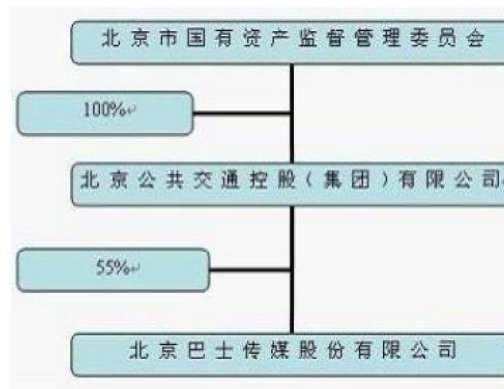 北京市国有资产监督管理委员会
100%
北京公共交通控股(集团)有限公司
55%
北京巴士传媒股份有限公司